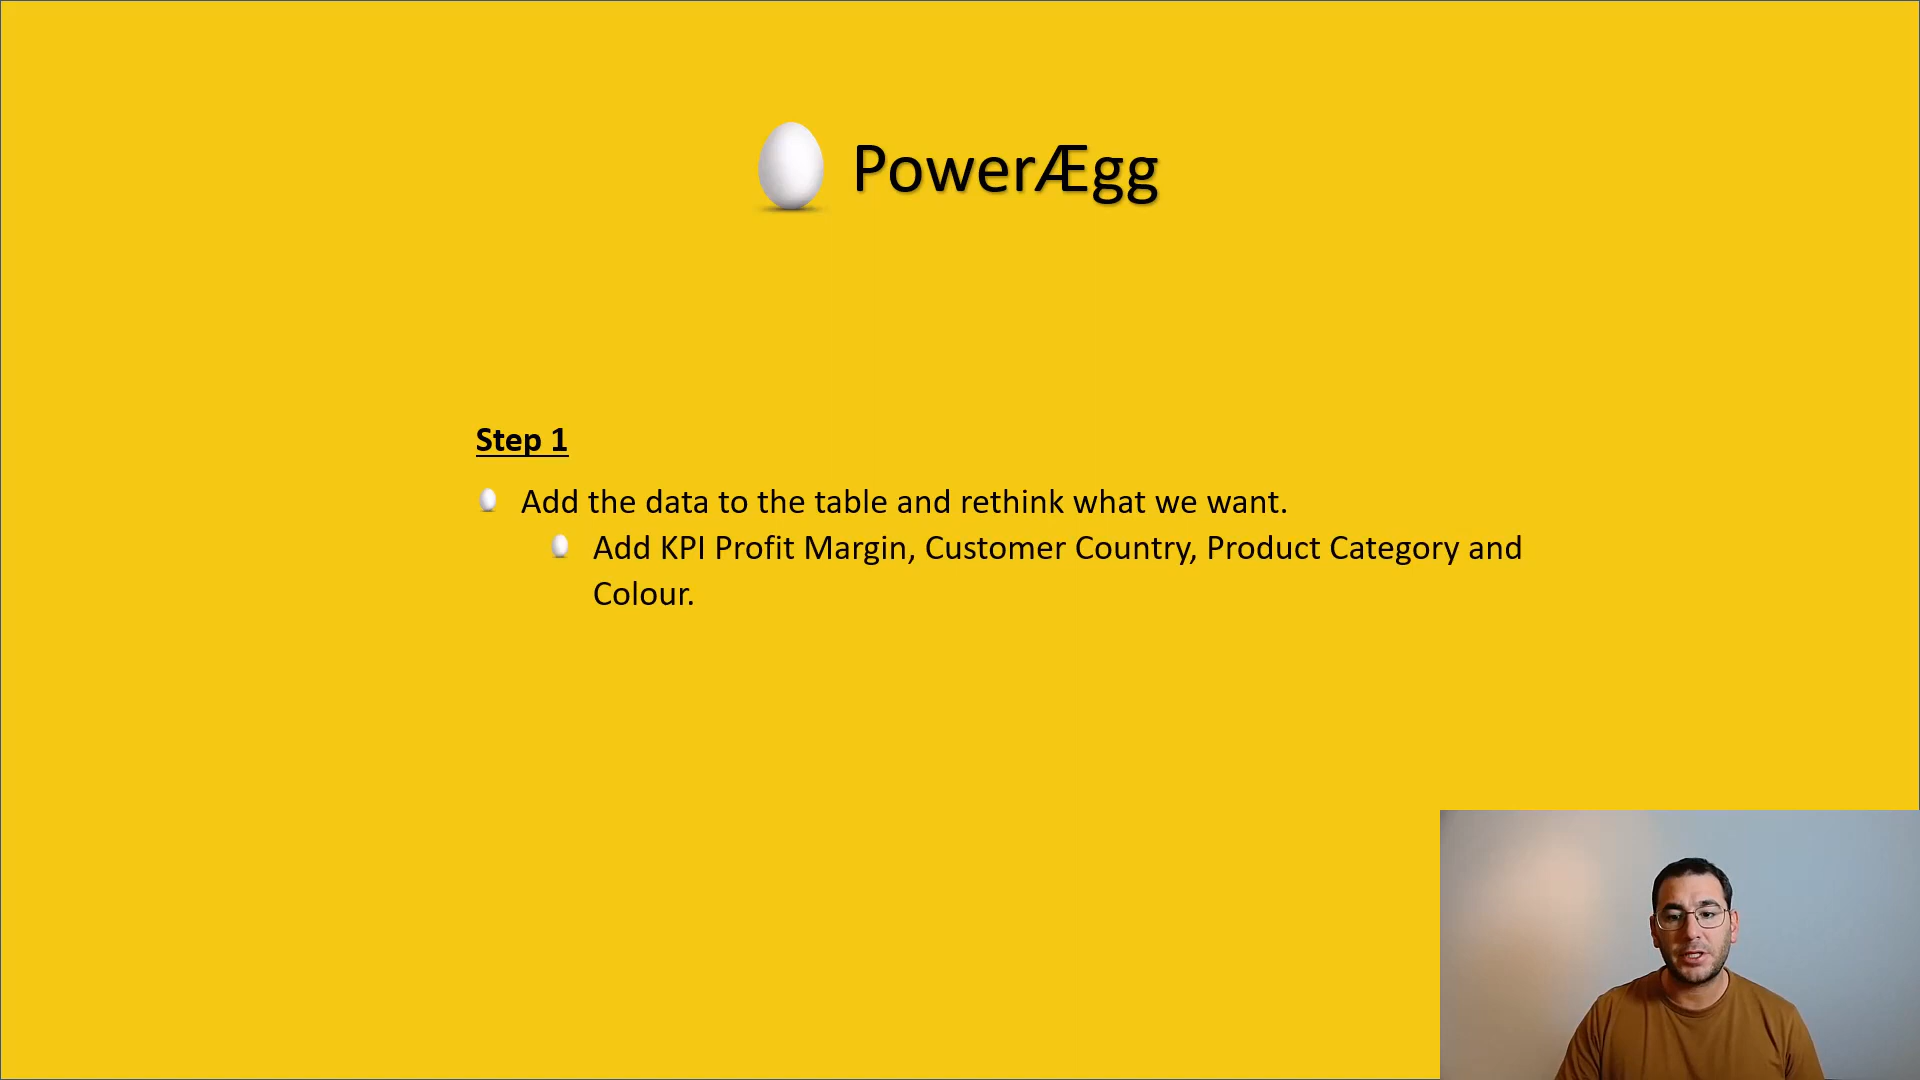 PowerÆgg
Step 1
Add the data to the table and rethink what we want.
Add KPI Profit Margin, Customer Country, Product Category and
Colour.